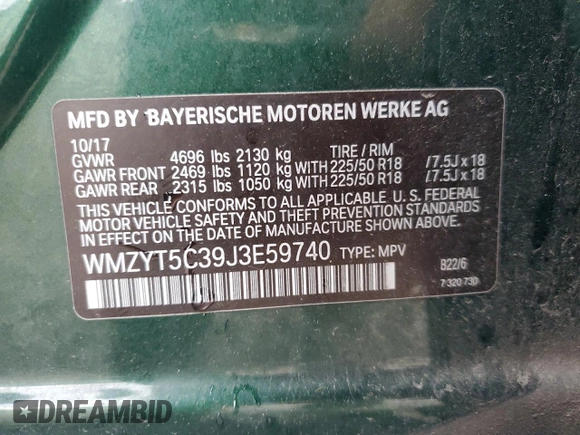 MFD BY BAYERISCHE MOTOREN WERKE AG
10/17 TIRE / RIM
GVWR 4696 lbs 2130 kg
GAWR FRONT 2469 lbs 1120 kg WITH 225/50 R18 /7.5J x 18
GAWR REAR 2315 lbs 1050 kg WITH 225/50 R18 /7.5J x 18
THIS VEHICLE CONFORMS TO ALL APPLICABLE U. S. FEDERAL
MOTOR VEHICLE SAFETY AND THEFT PREVENTION STANDARDS
IN EFFECT ON THE DATE OF MANUFACTURE SHOWN ABOVE.
WMZYT5C39J3E59740 TYPE: MPV
B22/6
7 320 730
DREAMBID